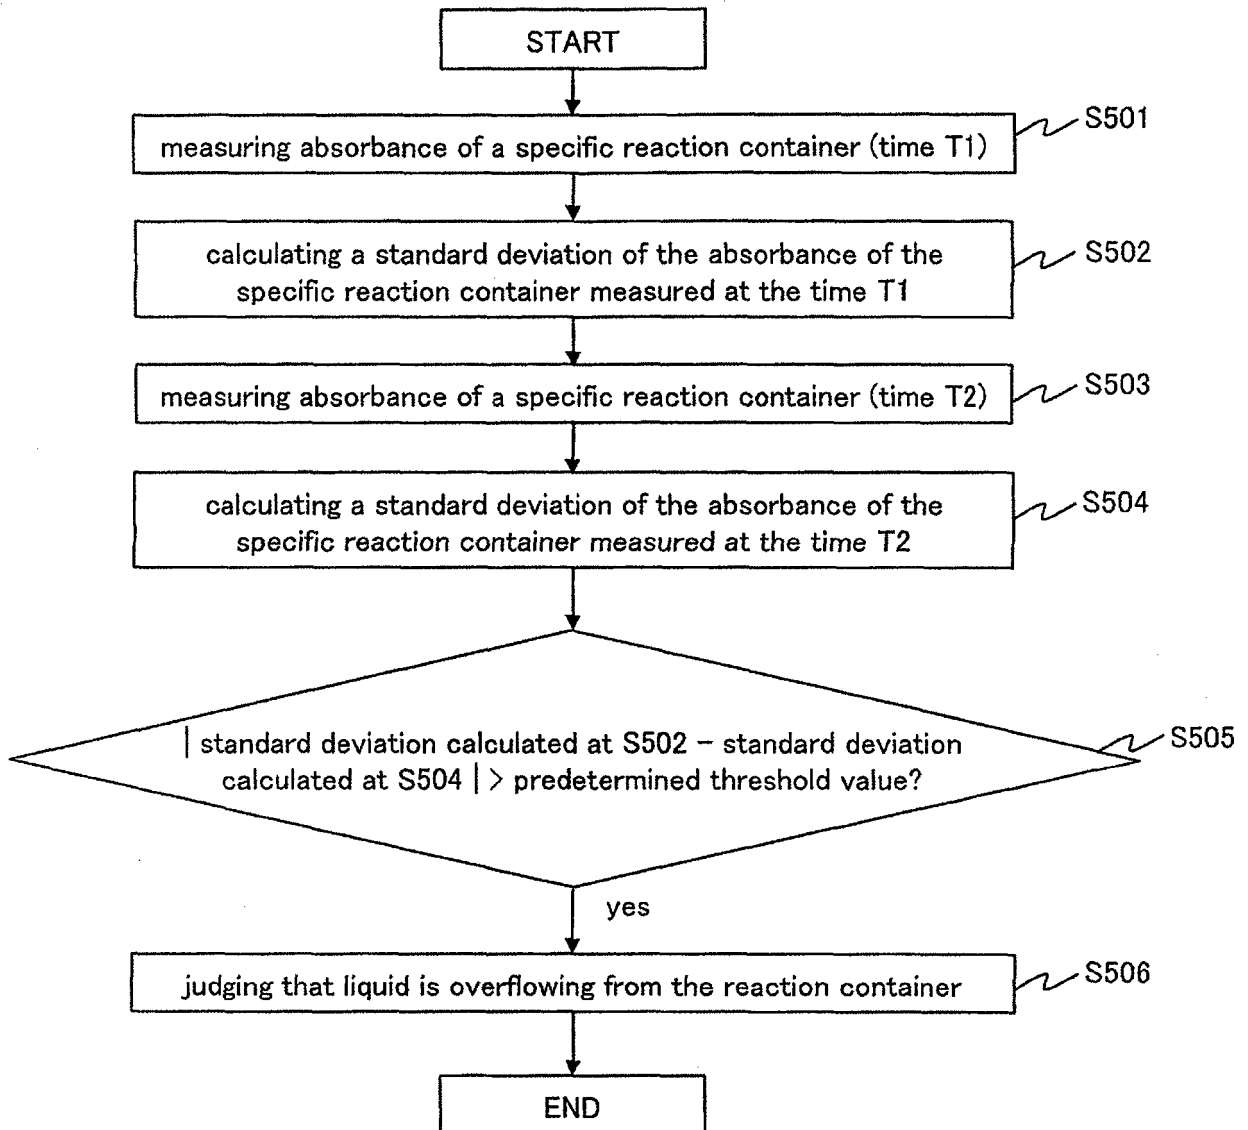 START
measuring absorbance of a specific reaction container (time T1)
S501
calculating a standard deviation of the absorbance of the
specific reaction container measured at the time T1
S502
measuring absorbance of a specific reaction container (time T2)
S503
calculating a standard deviation of the absorbance of the
specific reaction container measured at the time T2
S504
| standard deviation calculated at S502 − standard deviation
calculated at S504 | > predetermined threshold value?
S505
yes
judging that liquid is overflowing from the reaction container
S506
END